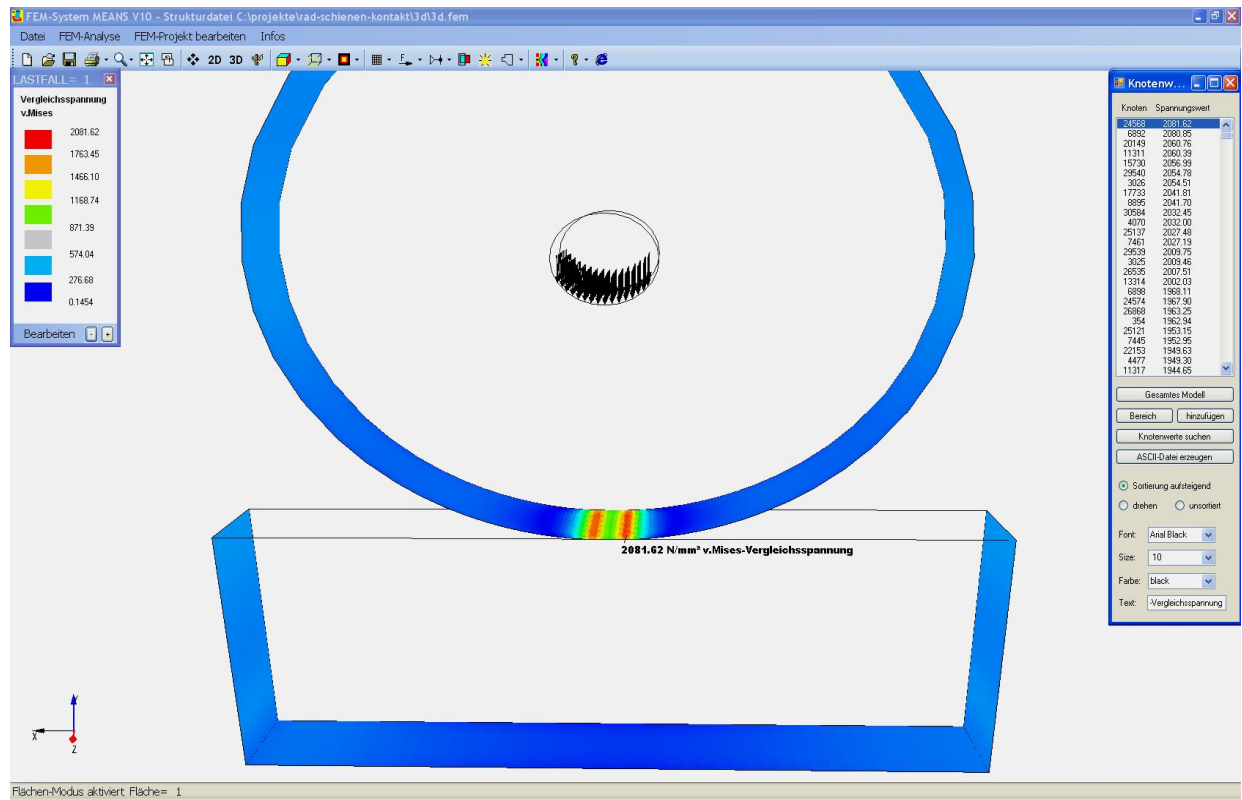 FEM-System MEANS V10 - Strukturdatei C:\projekte\rad-schienen-kontakt\3d\3d.fem
Datei FEM-Analyse FEM-Projekt bearbeiten Infos
2D 3D
LASTFALL= 1
Vergleichsspannung
v.Mises
2081.62
1763.45
1466.10
1168.74
871.39
574.04
276.68
0.1454
Bearbeiten - +
2081.62 N/mm² v.Mises-Vergleichsspannung
Y
X
Z
Knotenw...
Knoten Spannungswert
24568 2081.62
6892 2080.85
20149 2060.76
11311 2060.39
15730 2056.99
29540 2054.78
3026 2054.51
17733 2041.81
8895 2041.70
30584 2032.45
4070 2032.00
25137 2027.48
7461 2027.19
29539 2009.75
3025 2009.46
26535 2007.51
13314 2002.03
6898 1968.11
24574 1967.90
26868 1963.25
354 1962.94
25121 1953.15
7445 1952.95
22153 1949.63
4477 1949.30
11317 1944.65
Gesamtes Modell
Bereich hinzufügen
Knotenwerte suchen
ASCII-Datei erzeugen
Sortierung aufsteigend
drehen unsortiert
Font: Arial Black
Size: 10
Farbe: black
Text: -Vergleichsspannung
Flächen-Modus aktiviert Fläche= 1